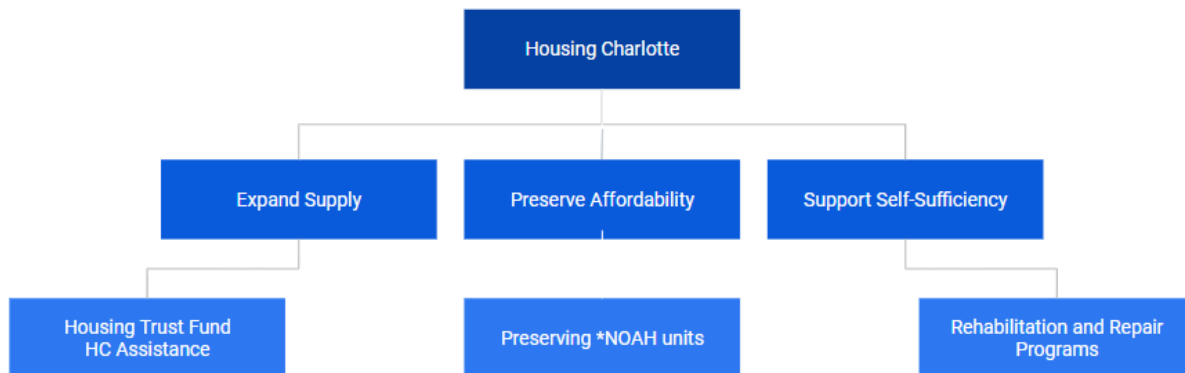 Housing Charlotte
Expand Supply
Preserve Affordability
Support Self-Sufficiency
Housing Trust Fund
HC Assistance
Preserving *NOAH units
Rehabilitation and Repair
Programs